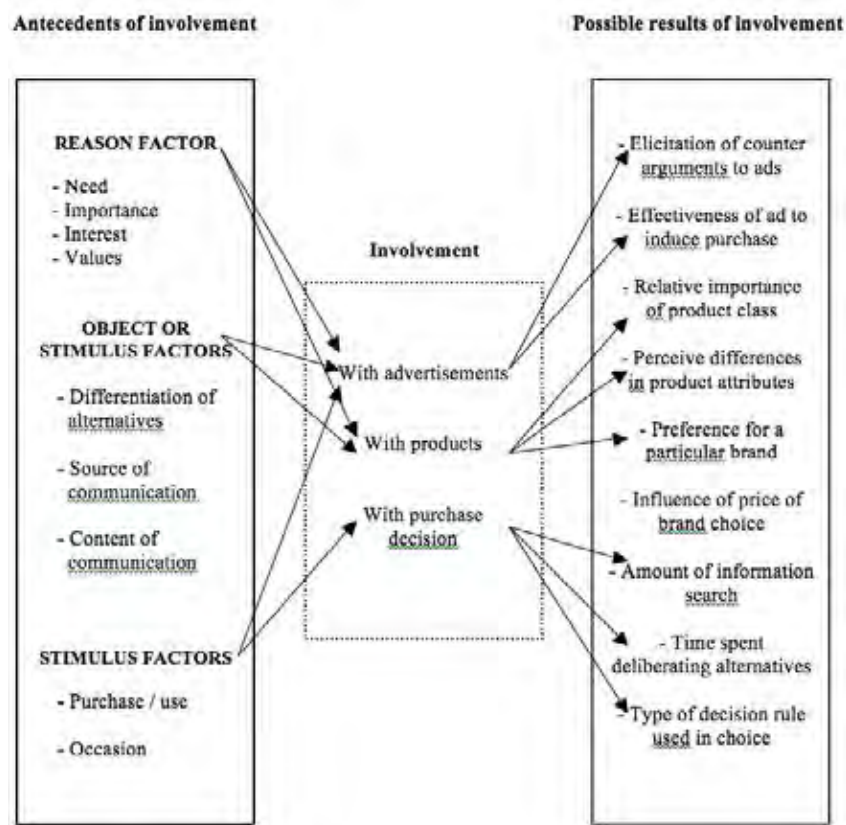 Antecedents of involvement
Possible results of involvement
REASON FACTOR
- Need
- Importance
- Interest
- Values
OBJECT OR
STIMULUS FACTORS
- Differentiation of
alternatives
- Source of
communication
- Content of
communication
STIMULUS FACTORS
- Purchase / use
- Occasion
Involvement
With advertisements
With products
With purchase
decision
- Elicitation of counter
arguments to ads
- Effectiveness of ad to
induce purchase
- Relative importance
of product class
- Perceive differences
in product attributes
- Preference for a
particular brand
- Influence of price of
brand choice
- Amount of information
search
- Time spent
deliberating alternatives
- Type of decision rule
used in choice